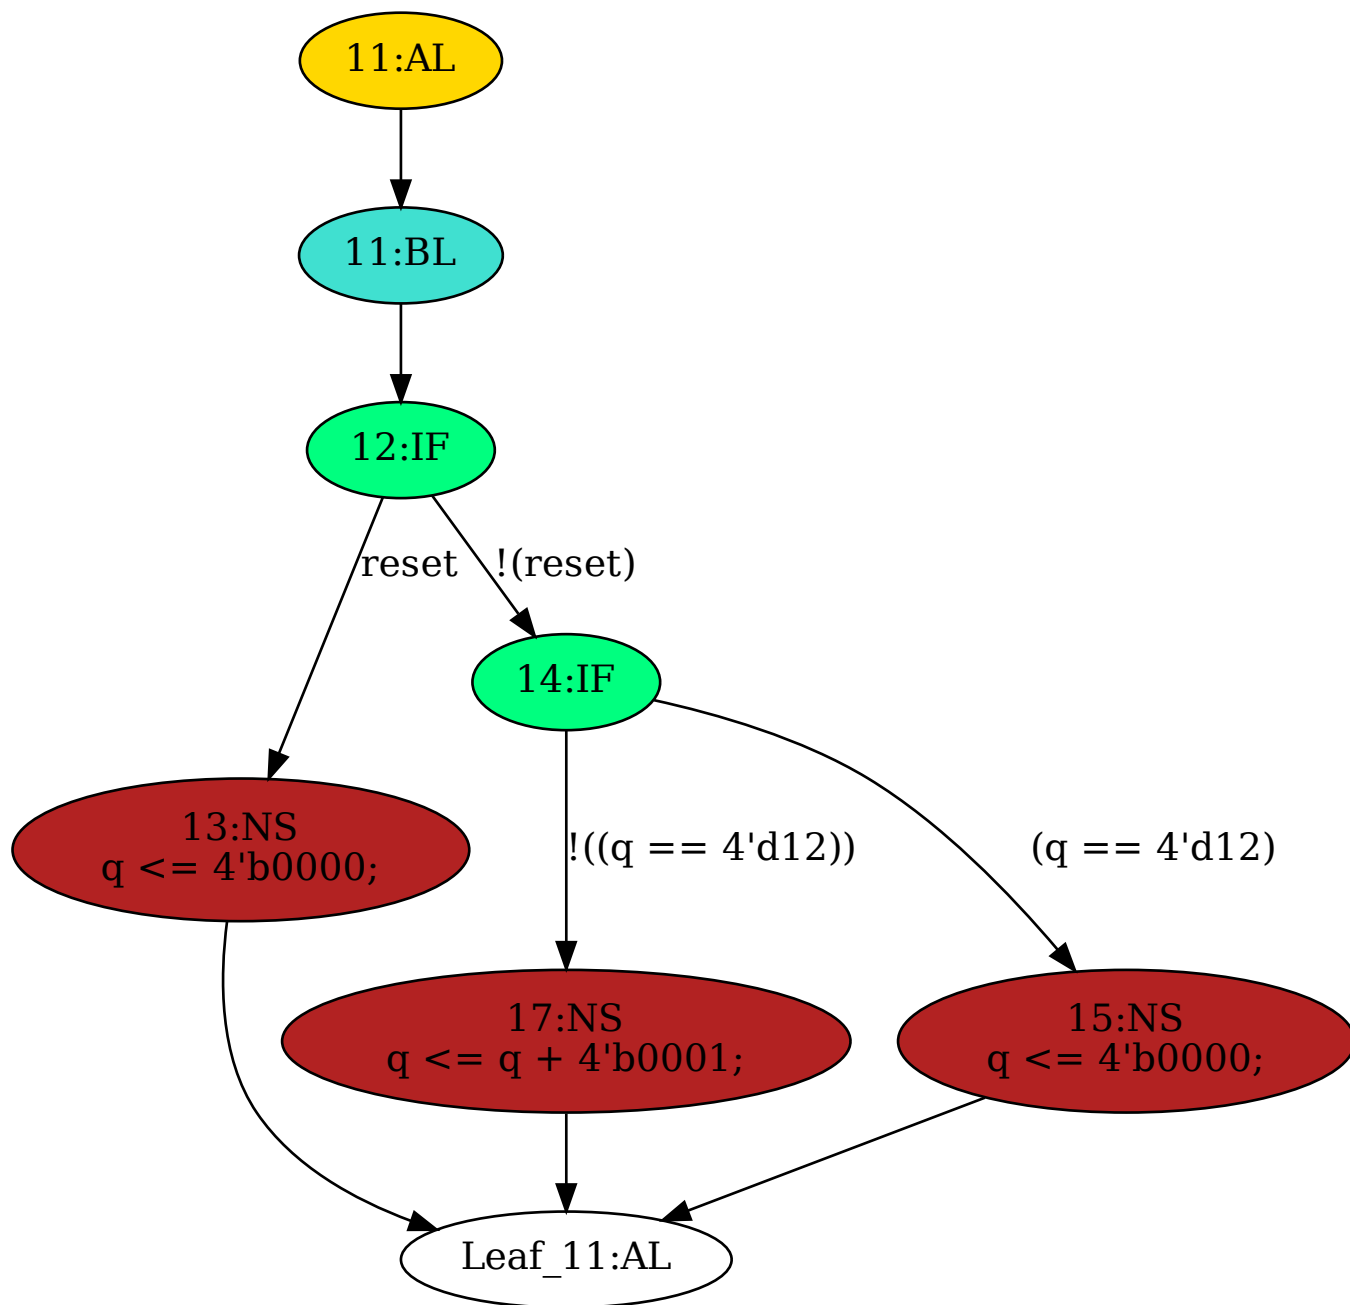 11:AL
11:BL
12:IF
reset
!(reset)
14:IF
13:NS
q <= 4'b0000;
!((q == 4'd12))
(q == 4'd12)
17:NS
q <= q + 4'b0001;
15:NS
q <= 4'b0000;
Leaf_11:AL